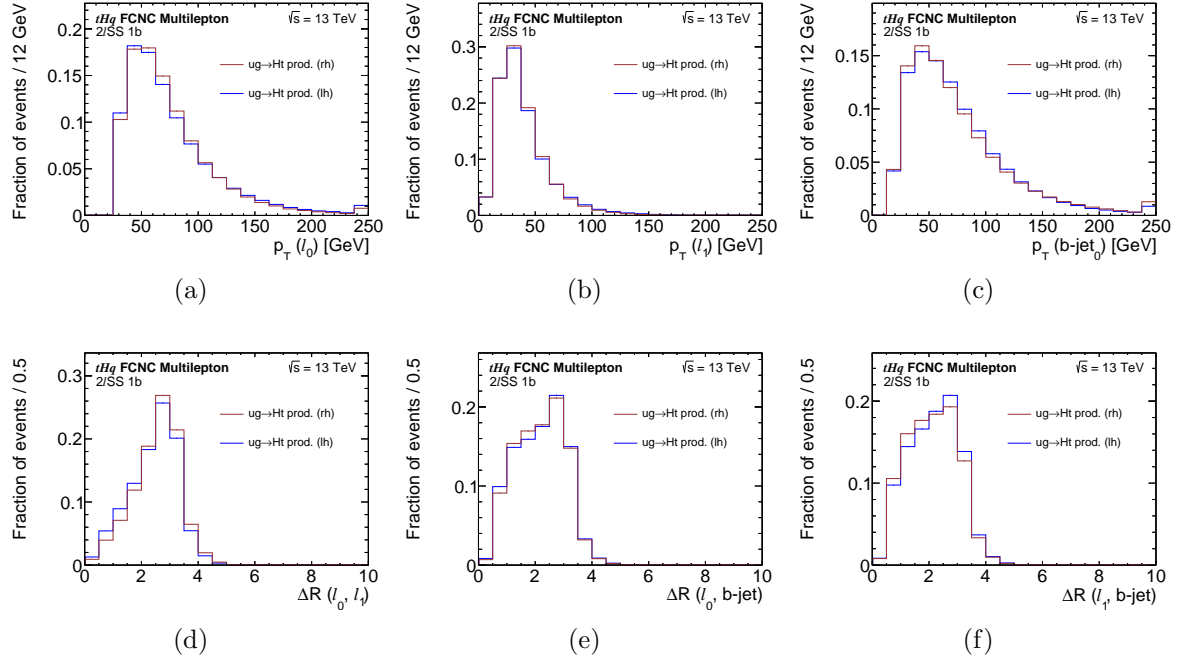 tHq FCNC Multilepton √s = 13 TeV
2lSS 1b
ug→Ht prod. (rh)
ug→Ht prod. (lh)
Fraction of events / 12 GeV
0.2
0.15
0.1
0.05
0
0 50 100 150 200 250
p_T (l_0) [GeV]
(a)
tHq FCNC Multilepton √s = 13 TeV
2lSS 1b
ug→Ht prod. (rh)
ug→Ht prod. (lh)
Fraction of events / 12 GeV
0.3
0.2
0.1
0
0 50 100 150 200 250
p_T (l_1) [GeV]
(b)
tHq FCNC Multilepton √s = 13 TeV
2lSS 1b
ug→Ht prod. (rh)
ug→Ht prod. (lh)
Fraction of events / 12 GeV
0.15
0.1
0.05
0
0 50 100 150 200 250
p_T (b-jet_0) [GeV]
(c)
tHq FCNC Multilepton √s = 13 TeV
2lSS 1b
ug→Ht prod. (rh)
ug→Ht prod. (lh)
Fraction of events / 0.5
0.3
0.2
0.1
0
0 2 4 6 8 10
ΔR (l_0, l_1)
(d)
tHq FCNC Multilepton √s = 13 TeV
2lSS 1b
ug→Ht prod. (rh)
ug→Ht prod. (lh)
Fraction of events / 0.5
0.2
0.1
0
0 2 4 6 8 10
ΔR (l_0, b-jet)
(e)
tHq FCNC Multilepton √s = 13 TeV
2lSS 1b
ug→Ht prod. (rh)
ug→Ht prod. (lh)
Fraction of events / 0.5
0.2
0.1
0
0 2 4 6 8 10
ΔR (l_1, b-jet)
(f)